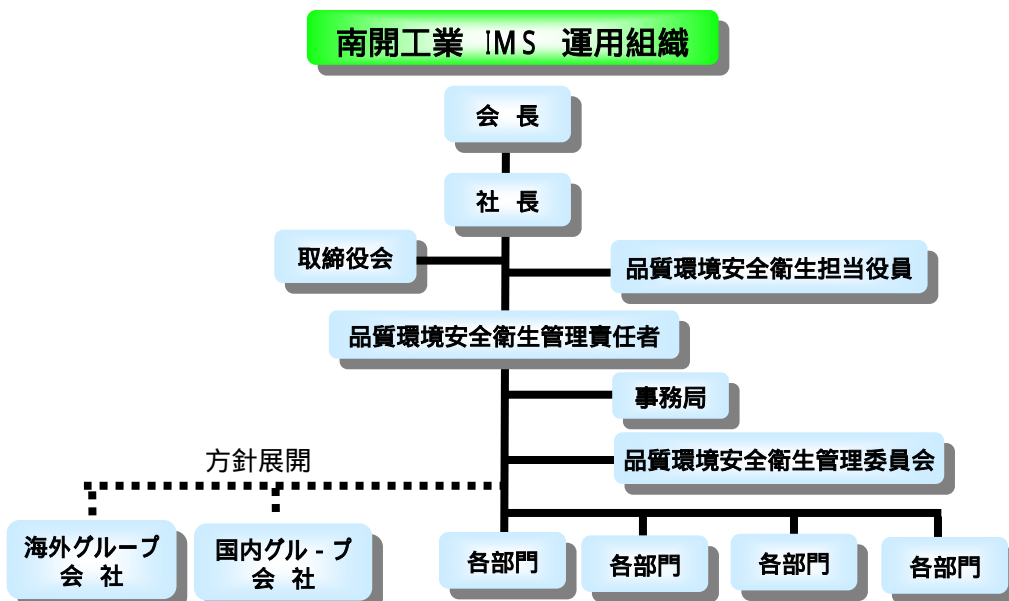 南開工業 IMS 運用組織
会 長
社 長
取締役会
品質環境安全衛生担当役員
品質環境安全衛生管理責任者
事務局
品質環境安全衛生管理委員会
方針展開
海外グループ
会 社
国内グル-プ
会 社
各部門
各部門
各部門
各部門